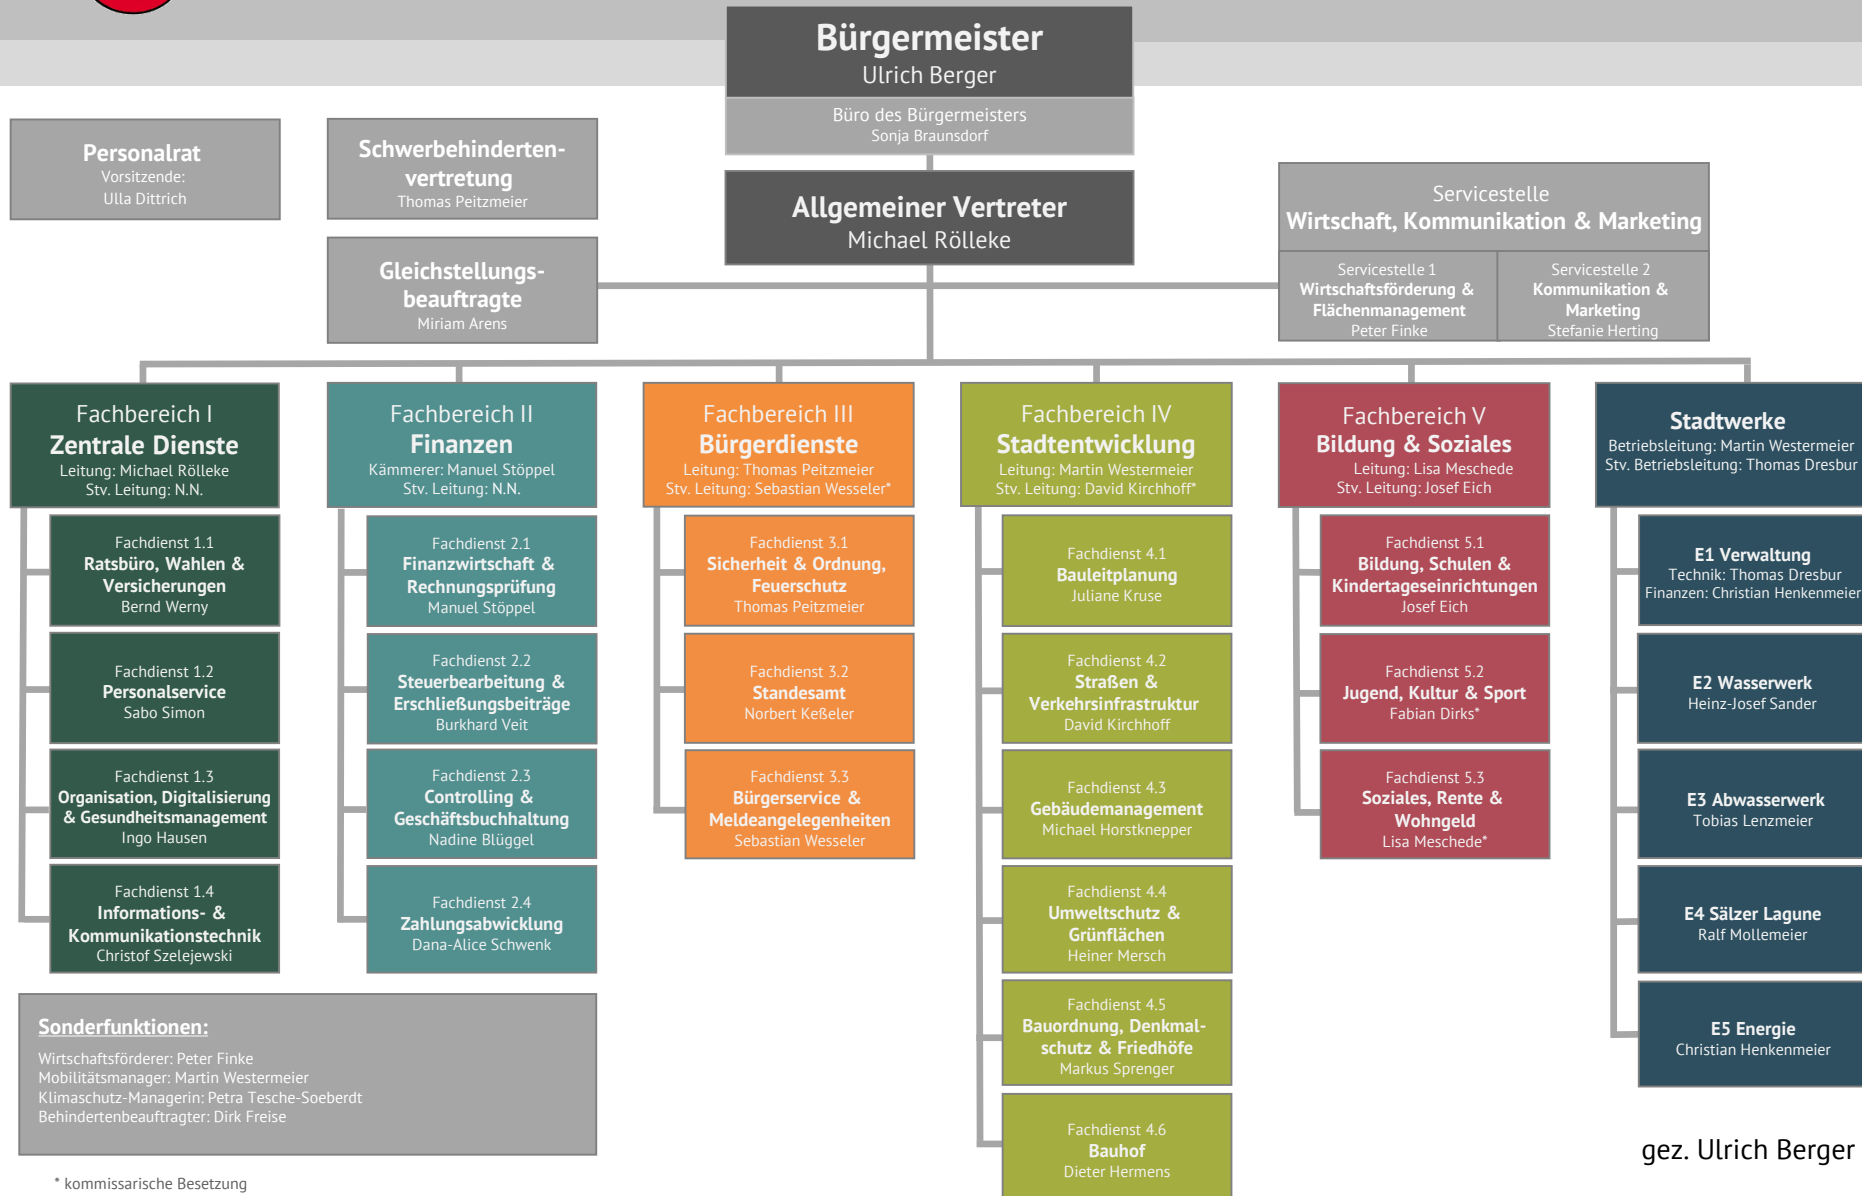 Bürgermeister
Ulrich Berger
Büro des Bürgermeisters
Sonja Braunsdorf
Personalrat
Vorsitzende:
Ulla Dittrich
Schwerbehinderten-
vertretung
Thomas Peitzmeier
Allgemeiner Vertreter
Michael Rölleke
Servicestelle
Wirtschaft, Kommunikation & Marketing
Servicestelle 1
Wirtschaftsförderung &
Flächenmanagement
Peter Finke
Servicestelle 2
Kommunikation &
Marketing
Stefanie Herting
Gleichstellungs-
beauftragte
Miriam Arens
Fachbereich I
Zentrale Dienste
Leitung: Michael Rölleke
Stv. Leitung: N.N.
Fachdienst 1.1
Ratsbüro, Wahlen &
Versicherungen
Bernd Werny
Fachdienst 1.2
Personalservice
Sabo Simon
Fachdienst 1.3
Organisation, Digitalisierung
& Gesundheitsmanagement
Ingo Hausen
Fachdienst 1.4
Informations- &
Kommunikationstechnik
Christof Szelejewski
Fachbereich II
Finanzen
Kämmerer: Manuel Stöppel
Stv. Leitung: N.N.
Fachdienst 2.1
Finanzwirtschaft &
Rechnungsprüfung
Manuel Stöppel
Fachdienst 2.2
Steuerbearbeitung &
Erschließungsbeiträge
Burkhard Veit
Fachdienst 2.3
Controlling &
Geschäftsbuchhaltung
Nadine Blüggel
Fachdienst 2.4
Zahlungsabwicklung
Dana-Alice Schwenk
Fachbereich III
Bürgerdienste
Leitung: Thomas Peitzmeier
Stv. Leitung: Sebastian Wesseler*
Fachdienst 3.1
Sicherheit & Ordnung,
Feuerschutz
Thomas Peitzmeier
Fachdienst 3.2
Standesamt
Norbert Keßeler
Fachdienst 3.3
Bürgerservice &
Meldeangelegenheiten
Sebastian Wesseler
Fachbereich IV
Stadtentwicklung
Leitung: Martin Westermeier
Stv. Leitung: David Kirchhoff*
Fachdienst 4.1
Bauleitplanung
Juliane Kruse
Fachdienst 4.2
Straßen &
Verkehrsinfrastruktur
David Kirchhoff
Fachdienst 4.3
Gebäudemanagement
Michael Horstknepper
Fachdienst 4.4
Umweltschutz &
Grünflächen
Heiner Mersch
Fachdienst 4.5
Bauordnung, Denkmal-
schutz & Friedhöfe
Markus Sprenger
Fachdienst 4.6
Bauhof
Dieter Hermens
Fachbereich V
Bildung & Soziales
Leitung: Lisa Meschede
Stv. Leitung: Josef Eich
Fachdienst 5.1
Bildung, Schulen &
Kindertageseinrichtungen
Josef Eich
Fachdienst 5.2
Jugend, Kultur & Sport
Fabian Dirks*
Fachdienst 5.3
Soziales, Rente &
Wohngeld
Lisa Meschede*
Stadtwerke
Betriebsleitung: Martin Westermeier
Stv. Betriebsleitung: Thomas Dresbur
E1 Verwaltung
Technik: Thomas Dresbur
Finanzen: Christian Henkenmeier
E2 Wasserwerk
Heinz-Josef Sander
E3 Abwasserwerk
Tobias Lenzmeier
E4 Sälzer Lagune
Ralf Mollemeier
E5 Energie
Christian Henkenmeier
Sonderfunktionen:
Wirtschaftsförderer: Peter Finke
Mobilitätsmanager: Martin Westermeier
Klimaschutz-Managerin: Petra Tesche-Soeberdt
Behindertenbeauftragter: Dirk Freise
* kommissarische Besetzung
gez. Ulrich Berger